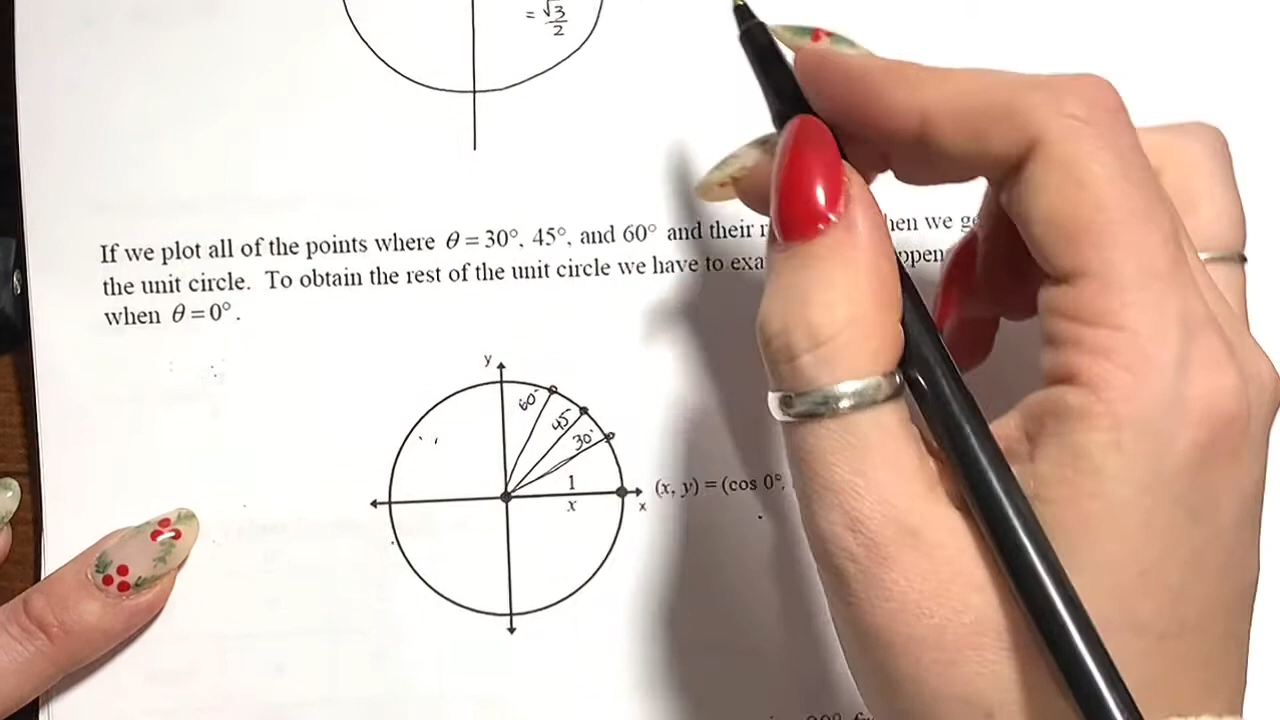 = √3/2
If we plot all of the points where θ = 30°, 45°, and 60° and their
the unit circle. To obtain the rest of the unit circle we have to
when θ = 0°.
y
60°
45°
30°
1
x
x
(x, y) = (cos 0°,